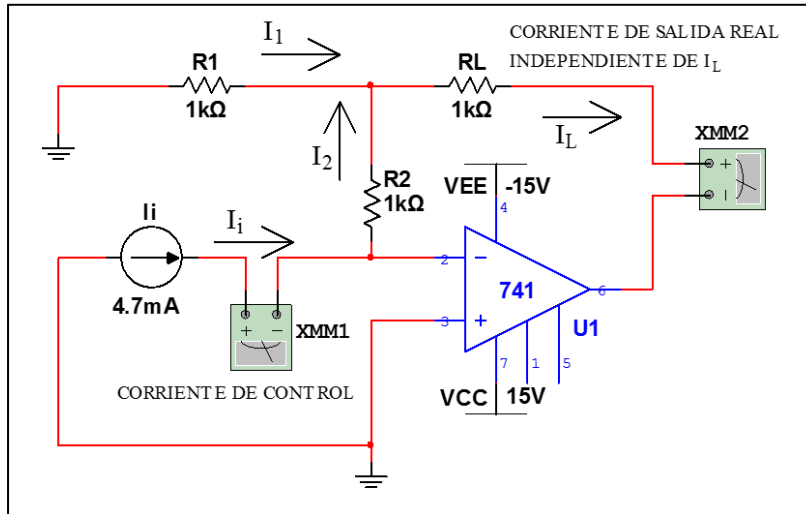 I1
CORRIENTE DE SALIDA REAL
INDEPENDIENTE DE IL
R1
1kΩ
RL
1kΩ
IL
XMM2
+
−
I2
R2
1kΩ
VEE
-15V
4
Ii
Ii
4.7mA
+
−
XMM1
2
−
741
6
3
+
U1
7
1
5
CORRIENTE DE CONTROL
VCC
15V